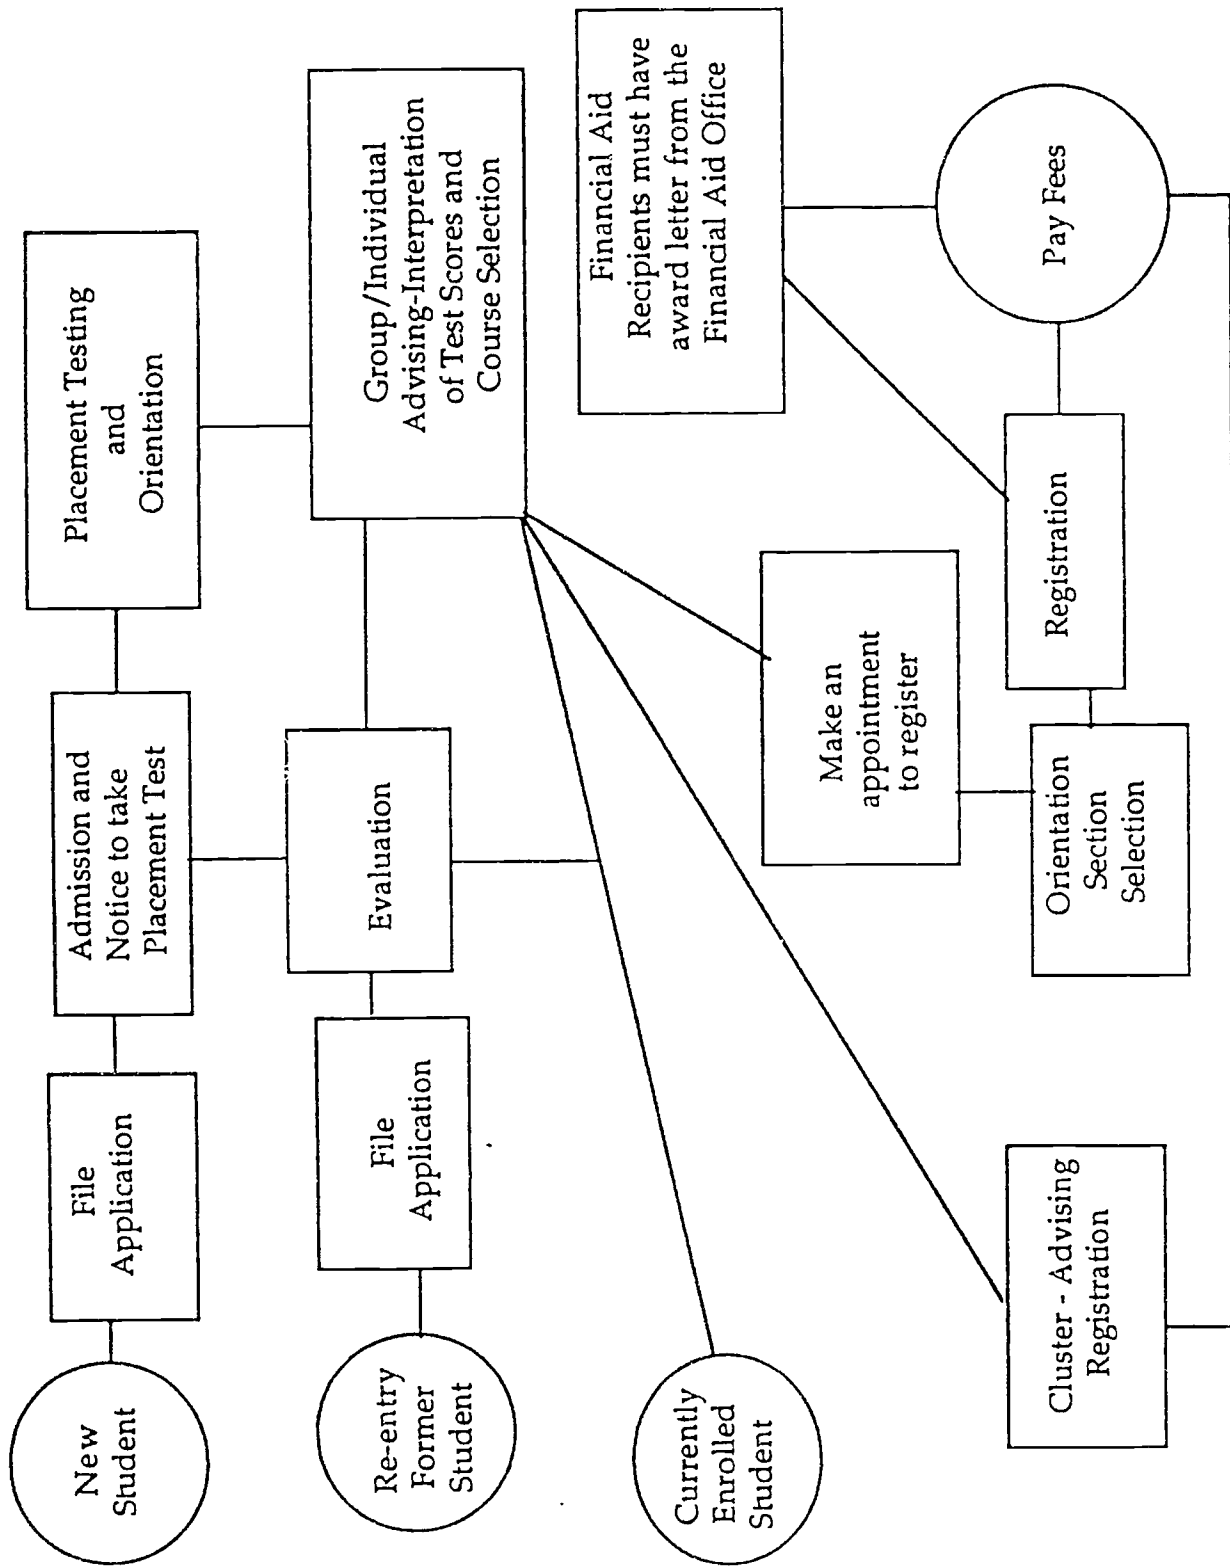 New
Student
File
Application
Admission and
Notice to take
Placement Test
Placement Testing
and
Orientation
Re-entry
Former
Student
File
Application
Evaluation
Group/Individual
Advising-Interpretation
of Test Scores and
Course Selection
Currently
Enrolled
Student
Financial Aid
Recipients must have
award letter from the
Financial Aid Office
Make an
appointment
to register
Cluster - Advising
Registration
Orientation
Section
Selection
Registration
Pay Fees